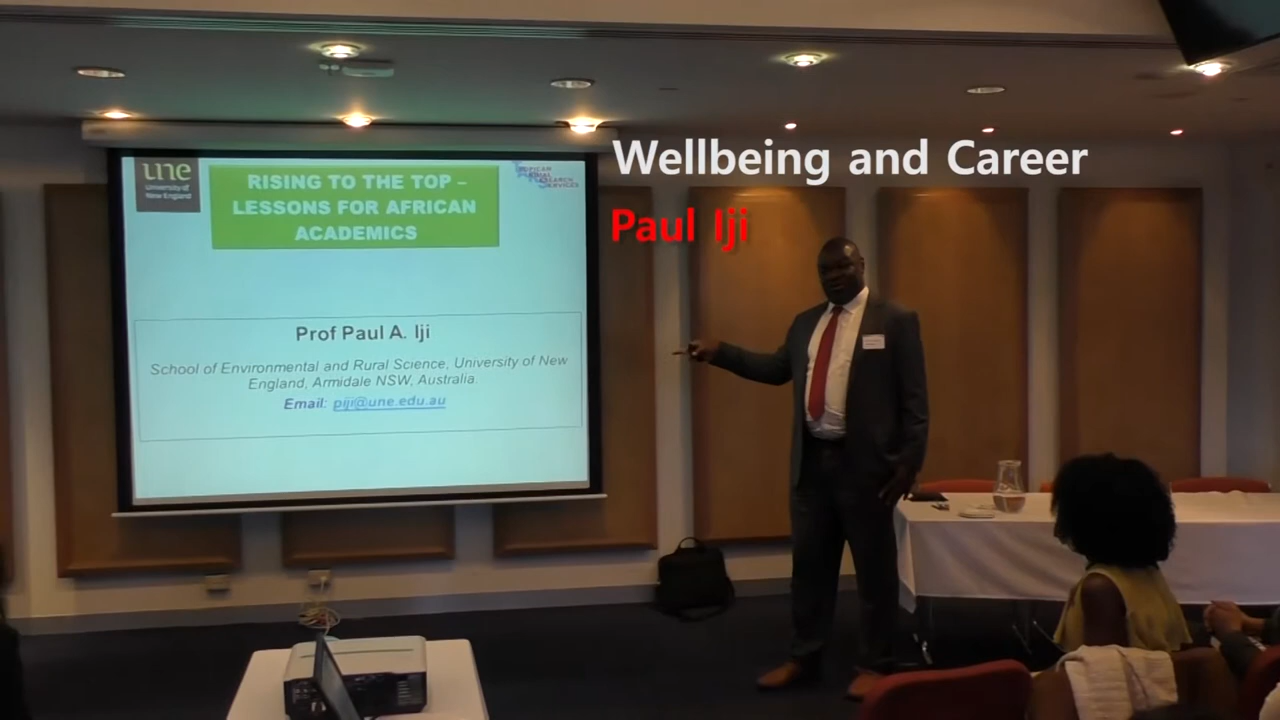 Wellbeing and Career
Paul Iji
une
University of
New England
RISING TO THE TOP –
LESSONS FOR AFRICAN
ACADEMICS
Prof Paul A. Iji
School of Environmental and Rural Science, University of New
England, Armidale NSW, Australia.
Email: piji@une.edu.au